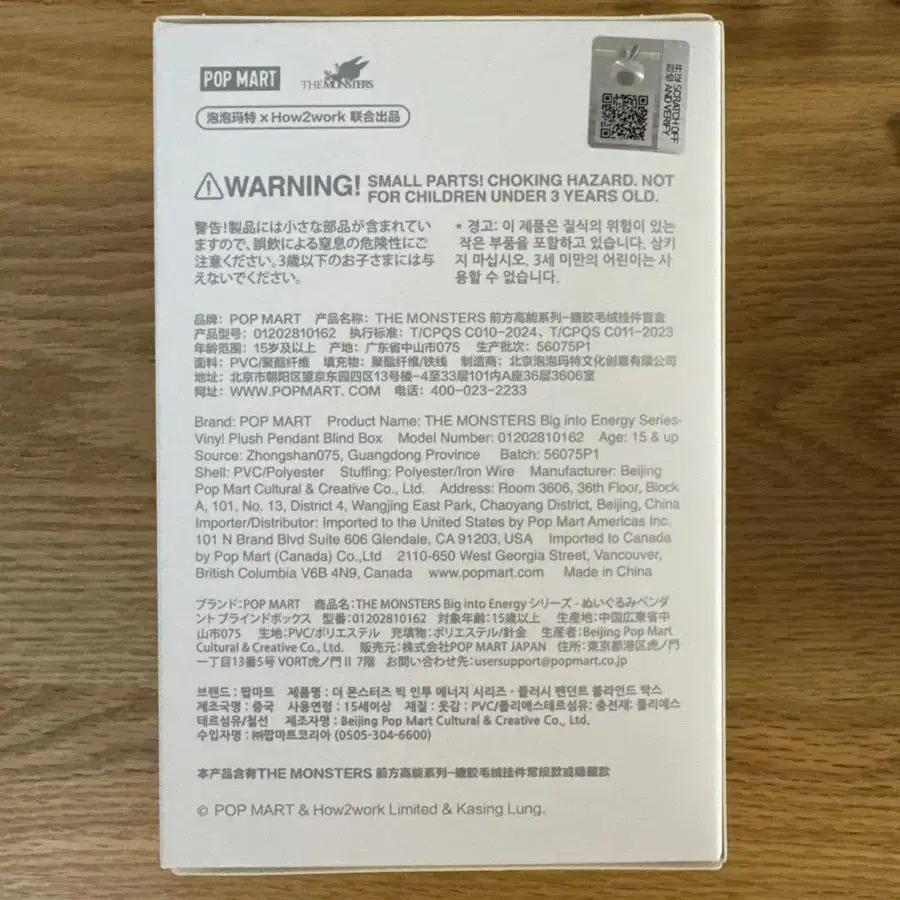 POP MART
THE MONSTERS
泡泡玛特 × How2work 联合出品
开涂层 SCRATCH OFF
验真伪 AND VERIFY
WARNING! SMALL PARTS! CHOKING HAZARD. NOT
FOR CHILDREN UNDER 3 YEARS OLD.
警告!製品には小さな部品が含まれてい
ますので、誤飲による窒息の危険性にご
注意ください。3歳以下のお子さまには与
えないでください。
* 경고: 이 제품은 질식의 위험이 있는
작은 부품을 포함하고 있습니다. 삼키
지 마십시오. 3세 미만의 어린이는 사
용할 수 없습니다.
品牌: POP MART 产品名称: THE MONSTERS 前方高能系列-搪胶毛绒挂件盲盒
产品型号: 01202810162 执行标准: T/CPQS C010-2024、T/CPQS C011-2023
年龄范围: 15岁及以上 产地: 广东省中山市075 生产批次: 56075P1
面料: PVC/聚酯纤维 填充物: 聚酯纤维/铁线 制造商: 北京泡泡玛特文化创意有限公司
地址: 北京市朝阳区望京东园四区13号楼-4至33层101内A座36层3606室
网址: WWW.POPMART. COM 电话: 400-023-2233
Brand: POP MART Product Name: THE MONSTERS Big into Energy Series-
Vinyl Plush Pendant Blind Box Model Number: 01202810162 Age: 15 & up
Source: Zhongshan075, Guangdong Province Batch: 56075P1
Shell: PVC/Polyester Stuffing: Polyester/Iron Wire Manufacturer: Beijing
Pop Mart Cultural & Creative Co., Ltd. Address: Room 3606, 36th Floor, Block
A, 101, No. 13, District 4, Wangjing East Park, Chaoyang District, Beijing, China
Importer/Distributor: Imported to the United States by Pop Mart Americas Inc.
101 N Brand Blvd Suite 606 Glendale, CA 91203, USA Imported to Canada
by Pop Mart (Canada) Co.,Ltd 2110-650 West Georgia Street, Vancouver,
British Columbia V6B 4N9, Canada www.popmart.com Made in China
ブランド:POP MART 商品名:THE MONSTERS Big into Energy シリーズ - ぬいぐるみペンダ
ント ブラインドボックス 型番:01202810162 対象年齢:15歳以上 生産地:中国広東省中
山市075 生地:PVC/ポリエステル 充填物:ポリエステル/針金 生産者:Beijing Pop Mart
Cultural & Creative Co., Ltd. 販売元:株式会社POP MART JAPAN 住所:東京都港区虎ノ門
一丁目13番5号 VORT虎ノ門Ⅱ 7階 お問い合わせ先:usersupport@popmart.co.jp
브랜드 : 팝마트 제품명 : 더 몬스터즈 빅 인투 에너지 시리즈 - 플러시 펜던트 블라인드 박스
제조국명 : 중국 사용연령 : 15세이상 재질 : 옷감 : PVC/폴리에스테르섬유; 충전재: 폴리에스
테르섬유/철선 제조자명 : Beijing Pop Mart Cultural & Creative Co., Ltd.
수입자명 : ㈜팝마트코리아 (0505-304-6600)
本产品含有THE MONSTERS 前方高能系列-搪胶毛绒挂件常规款或隐藏款
© POP MART & How2work Limited & Kasing Lung.